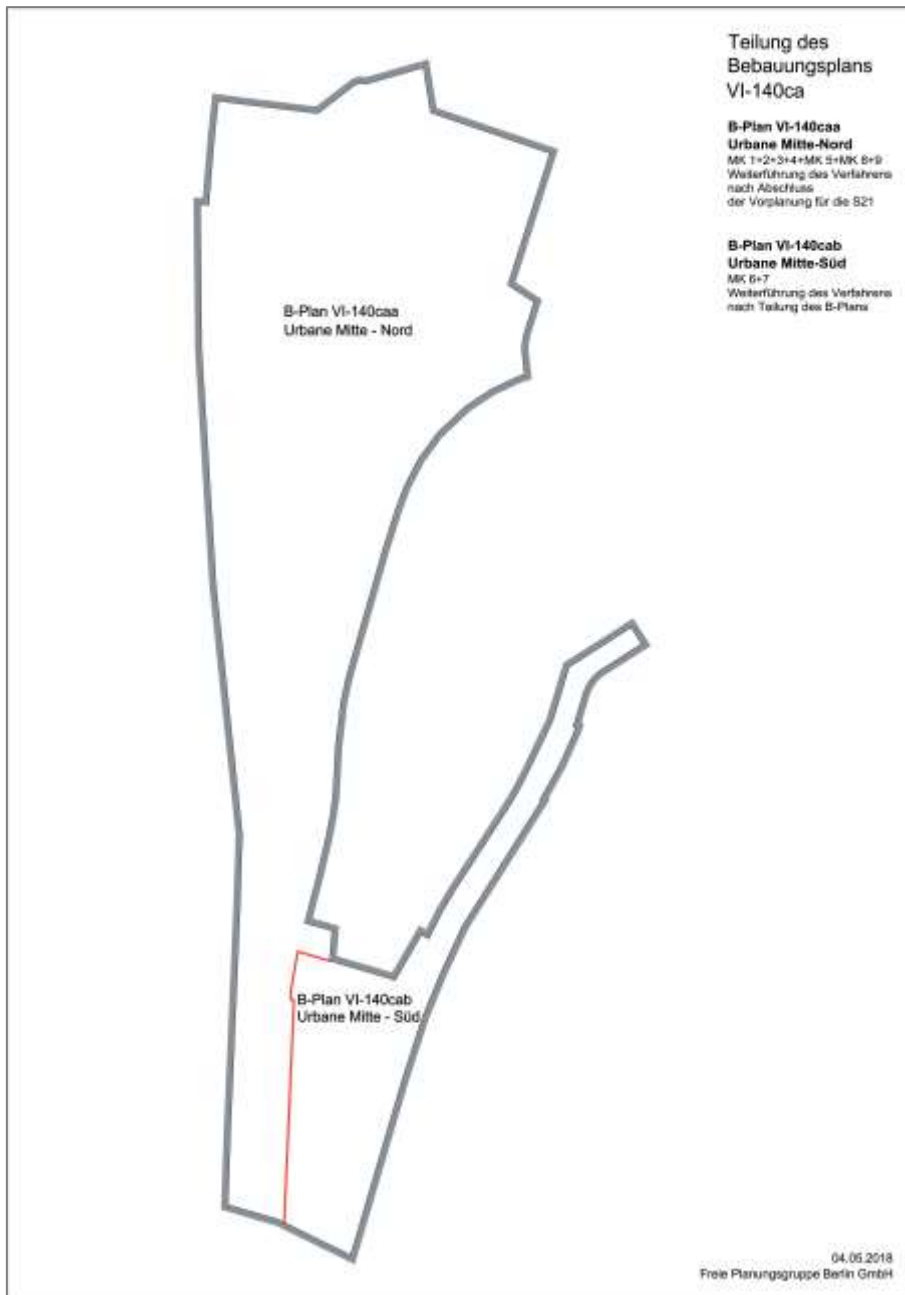 Teilung des
Bebauungsplans
VI-140ca
B-Plan VI-140caa
Urbane Mitte-Nord
MK 1+2+3+4+MK 5+MK 8+9
Weiterführung des Verfahrens
nach Abschluss
der Vorplanung für die S21
B-Plan VI-140cab
Urbane Mitte-Süd
MK 6+7
Weiterführung des Verfahrens
nach Teilung des B-Plans
B-Plan VI-140caa
Urbane Mitte - Nord
B-Plan VI-140cab
Urbane Mitte - Süd
04.05.2018
Freie Planungsgruppe Berlin GmbH